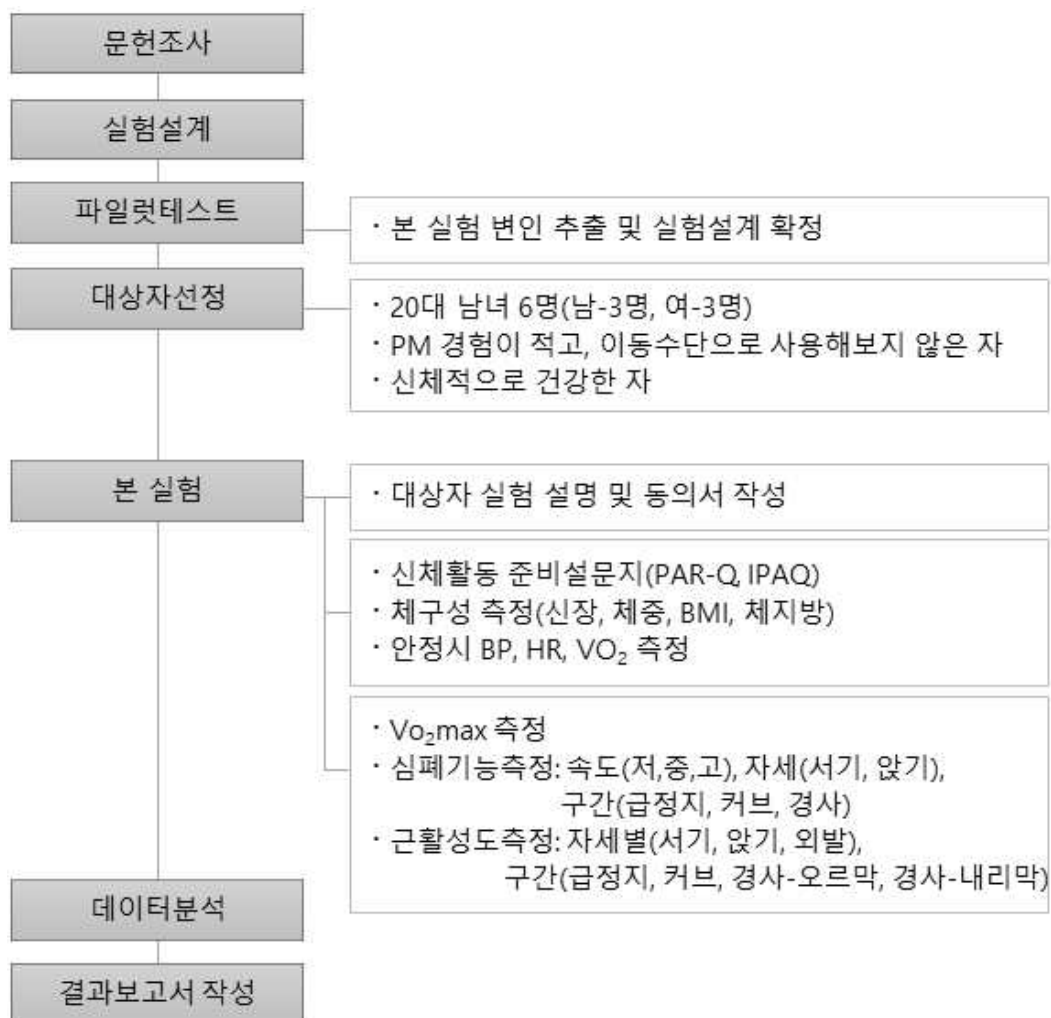 문헌조사
실험설계
파일럿테스트
· 본 실험 변인 추출 및 실험설계 확정
대상자선정
· 20대 남녀 6명(남-3명, 여-3명)
· PM 경험이 적고, 이동수단으로 사용해보지 않은 자
· 신체적으로 건강한 자
본 실험
· 대상자 실험 설명 및 동의서 작성
· 신체활동 준비설문지(PAR-Q, IPAQ)
· 체구성 측정(신장, 체중, BMI, 체지방)
· 안정시 BP, HR, VO₂ 측정
· Vo₂max 측정
· 심폐기능측정: 속도(저,중,고), 자세(서기, 앉기),
구간(급정지, 커브, 경사)
· 근활성도측정: 자세별(서기, 앉기, 외발),
구간(급정지, 커브, 경사-오르막, 경사-내리막)
데이터분석
결과보고서 작성